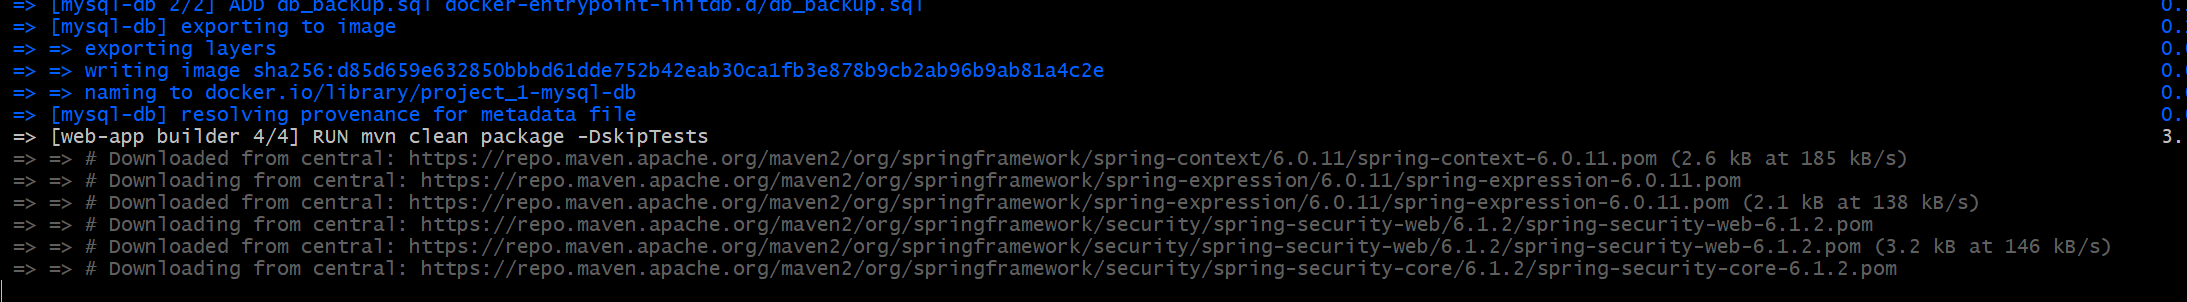 => [mysql-db 2/2] ADD db_backup.sql docker-entrypoint-initdb.d/db_backup.sql 0.
=> [mysql-db] exporting to image 0.
=> => exporting layers 0.
=> => writing image sha256:d85d659e632850bbbd61dde752b42eab30ca1fb3e878b9cb2ab96b9ab81a4c2e 0.
=> => naming to docker.io/library/project_1-mysql-db 0.
=> [mysql-db] resolving provenance for metadata file 0.
=> [web-app builder 4/4] RUN mvn clean package -DskipTests 3.
=> => # Downloaded from central: https://repo.maven.apache.org/maven2/org/springframework/spring-context/6.0.11/spring-context-6.0.11.pom (2.6 kB at 185 kB/s)
=> => # Downloading from central: https://repo.maven.apache.org/maven2/org/springframework/spring-expression/6.0.11/spring-expression-6.0.11.pom
=> => # Downloaded from central: https://repo.maven.apache.org/maven2/org/springframework/spring-expression/6.0.11/spring-expression-6.0.11.pom (2.1 kB at 138 kB/s)
=> => # Downloading from central: https://repo.maven.apache.org/maven2/org/springframework/security/spring-security-web/6.1.2/spring-security-web-6.1.2.pom
=> => # Downloaded from central: https://repo.maven.apache.org/maven2/org/springframework/security/spring-security-web/6.1.2/spring-security-web-6.1.2.pom (3.2 kB at 146 kB/s)
=> => # Downloading from central: https://repo.maven.apache.org/maven2/org/springframework/security/spring-security-core/6.1.2/spring-security-core-6.1.2.pom